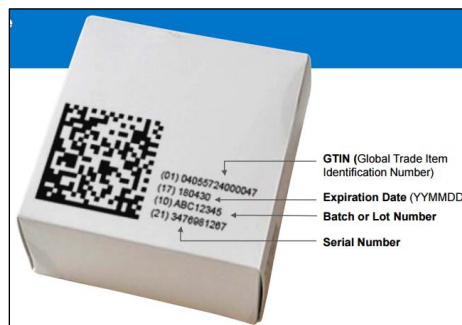 (01) 04055724000047
(17) 180430
(10) ABC12345
(21) 3476981267
GTIN (Global Trade Item
Identification Number)
Expiration Date (YYMMDD
Batch or Lot Number
Serial Number